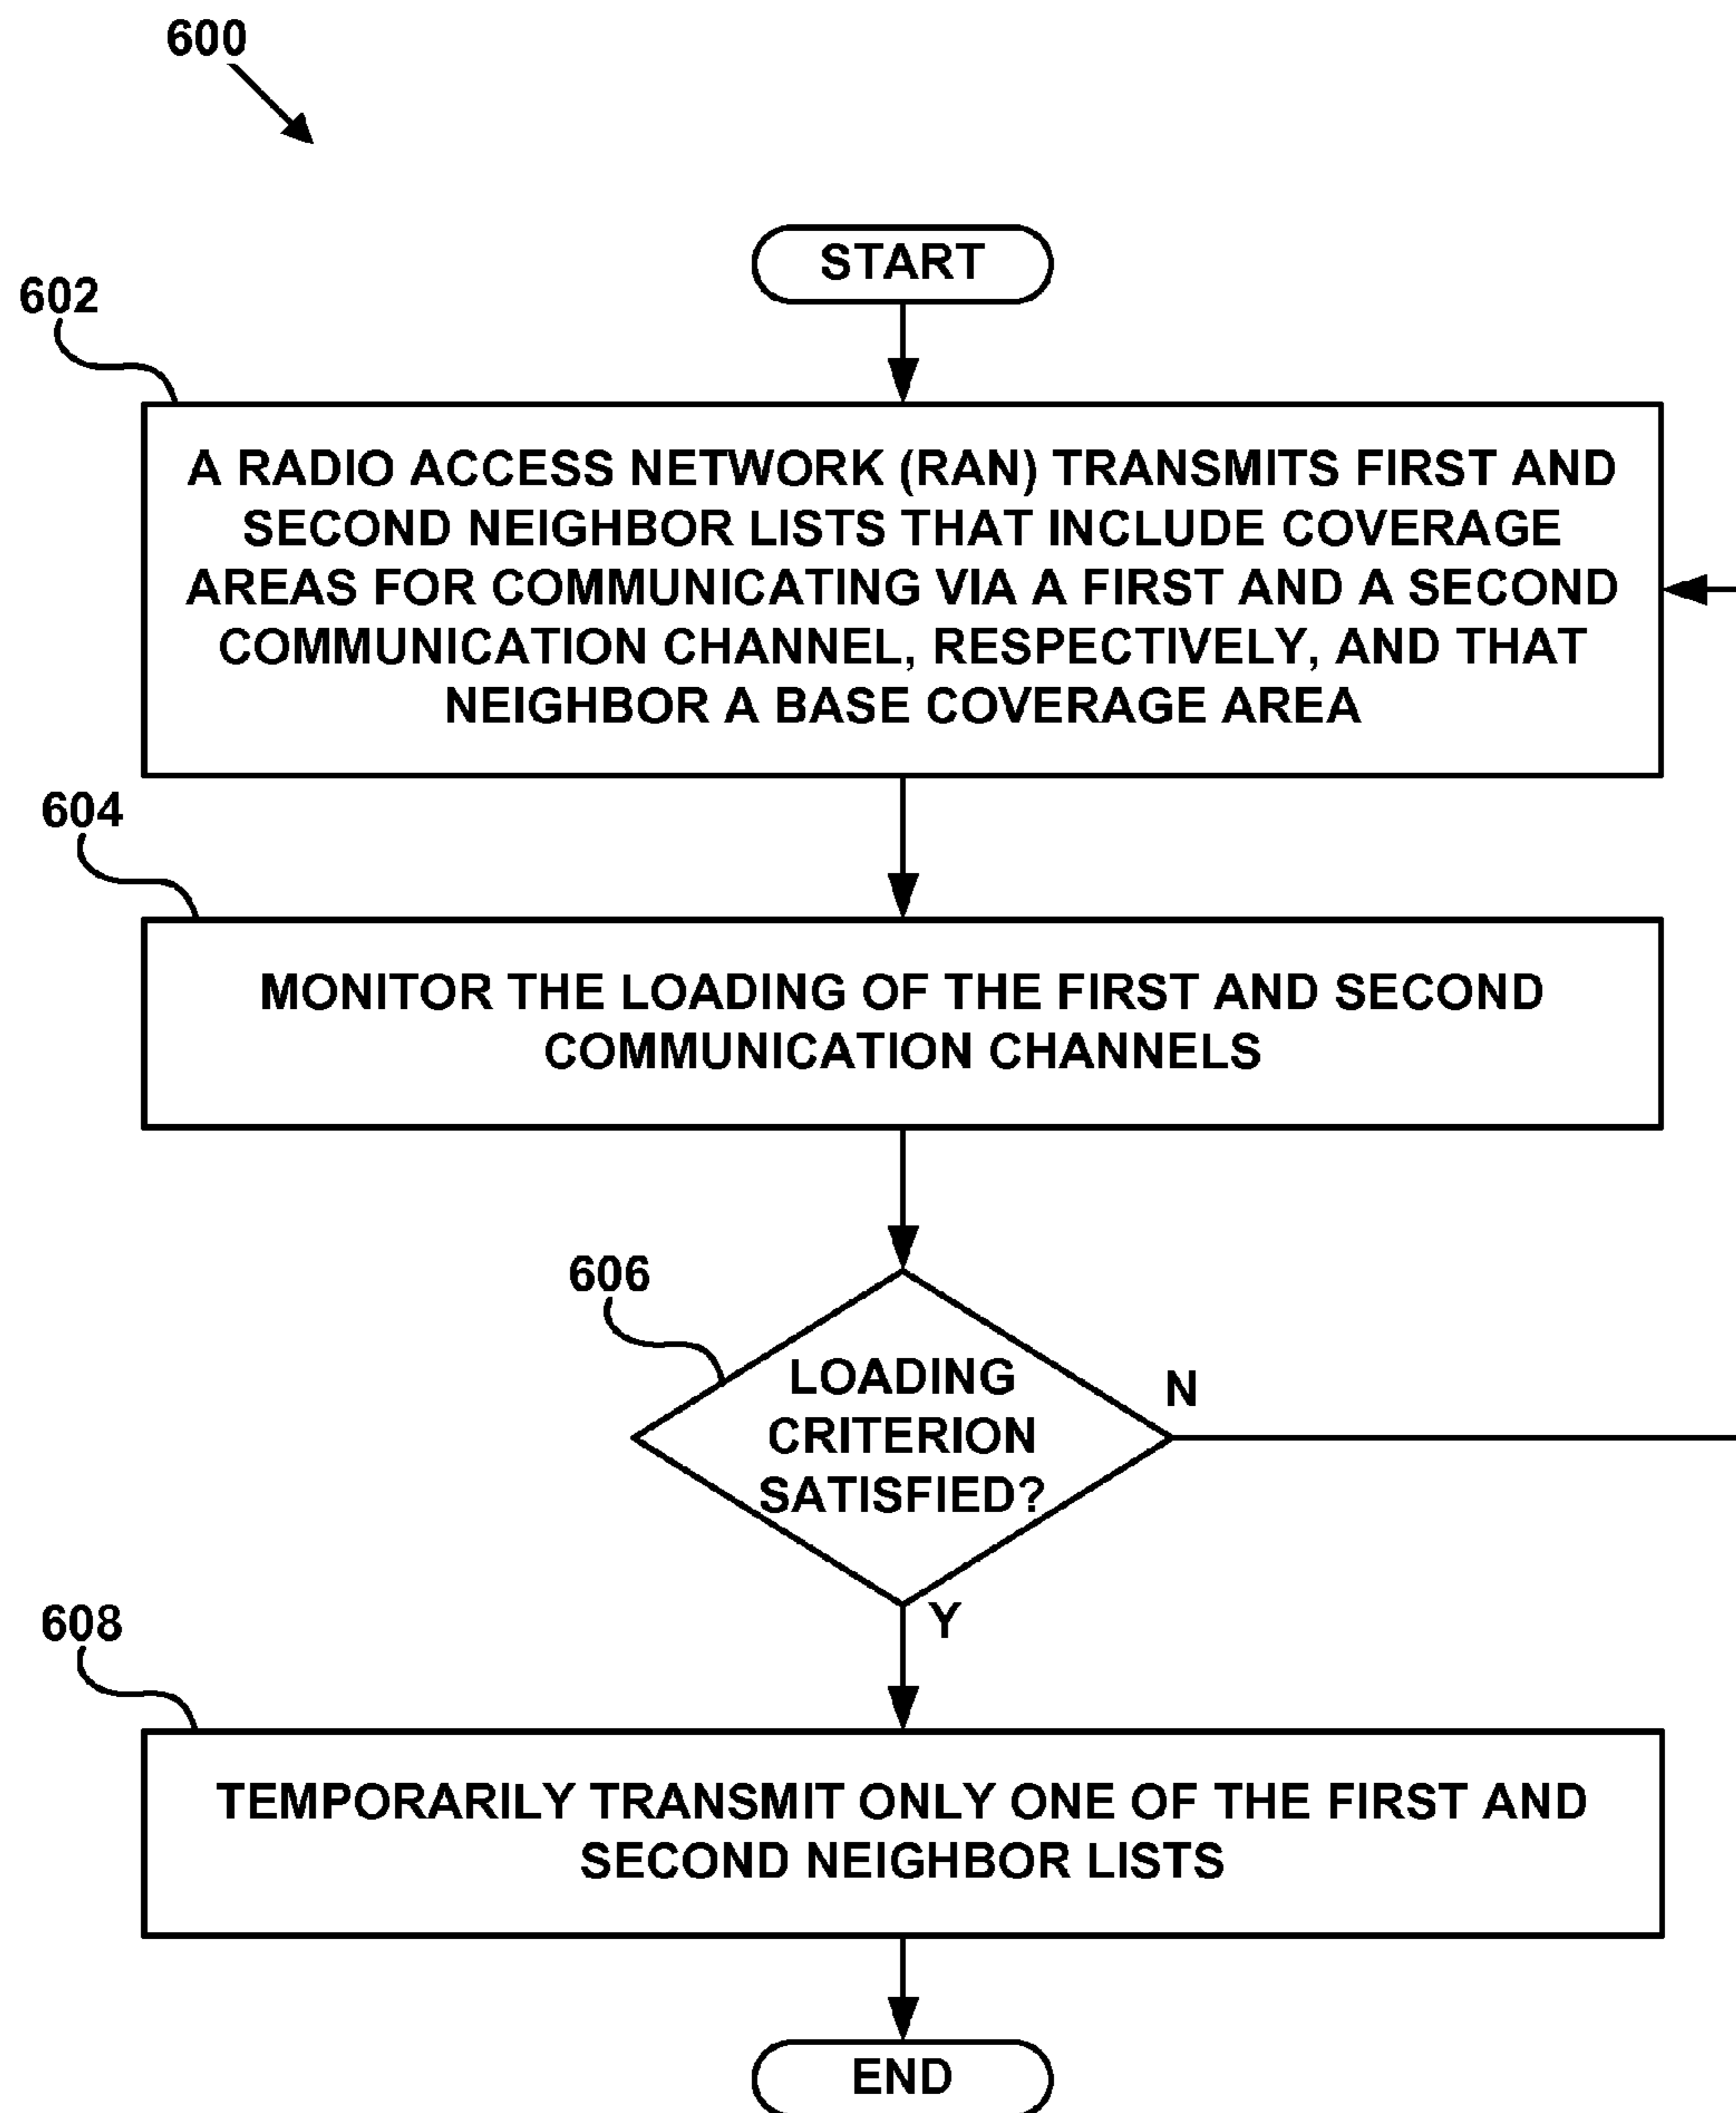 600
START
602
A RADIO ACCESS NETWORK (RAN) TRANSMITS FIRST AND
SECOND NEIGHBOR LISTS THAT INCLUDE COVERAGE
AREAS FOR COMMUNICATING VIA A FIRST AND A SECOND
COMMUNICATION CHANNEL, RESPECTIVELY, AND THAT
NEIGHBOR A BASE COVERAGE AREA
604
MONITOR THE LOADING OF THE FIRST AND SECOND
COMMUNICATION CHANNELS
606
LOADING
CRITERION
SATISFIED?
N
Y
608
TEMPORARILY TRANSMIT ONLY ONE OF THE FIRST AND
SECOND NEIGHBOR LISTS
END